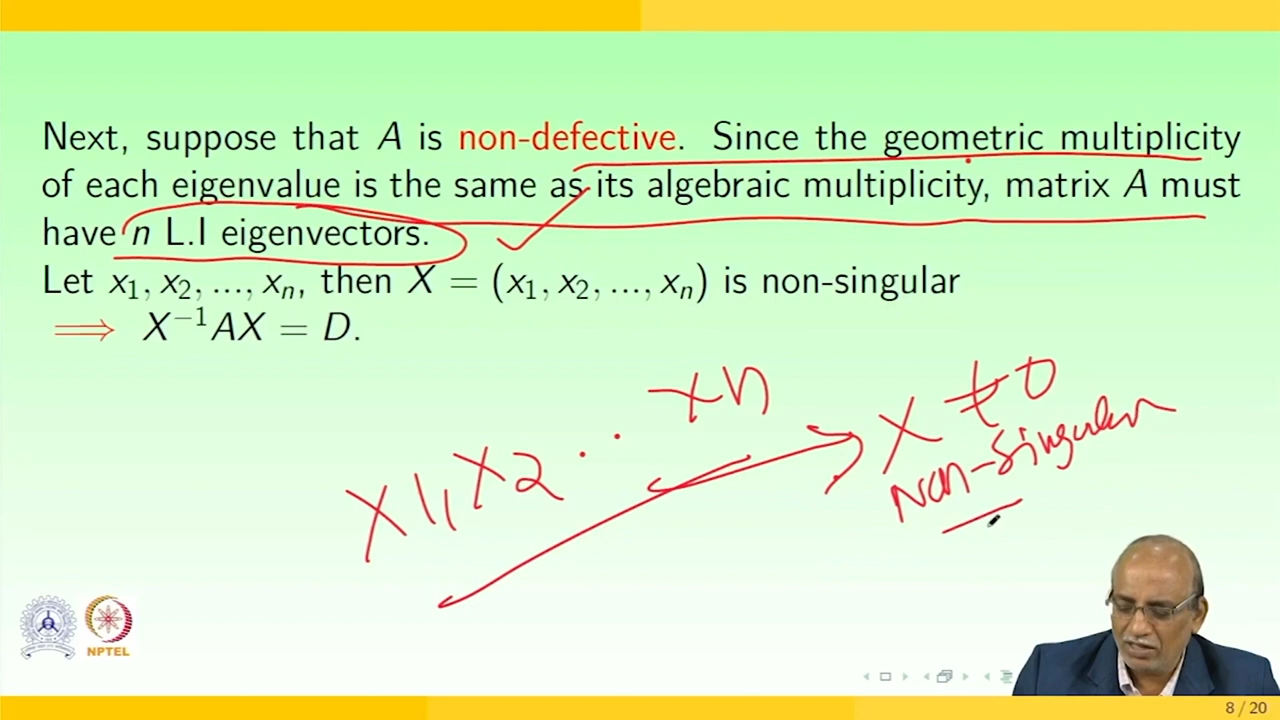 Next, suppose that A is non-defective. Since the geometric multiplicity
of each eigenvalue is the same as its algebraic multiplicity, matrix A must
have n L.I eigenvectors.
Let x₁, x₂, ..., xₙ, then X = (x₁, x₂, ..., xₙ) is non-singular
⟹ X⁻¹AX = D.
X1, X2 . . xn
X ≠ 0
Non-Singular
NPTEL
8 / 20